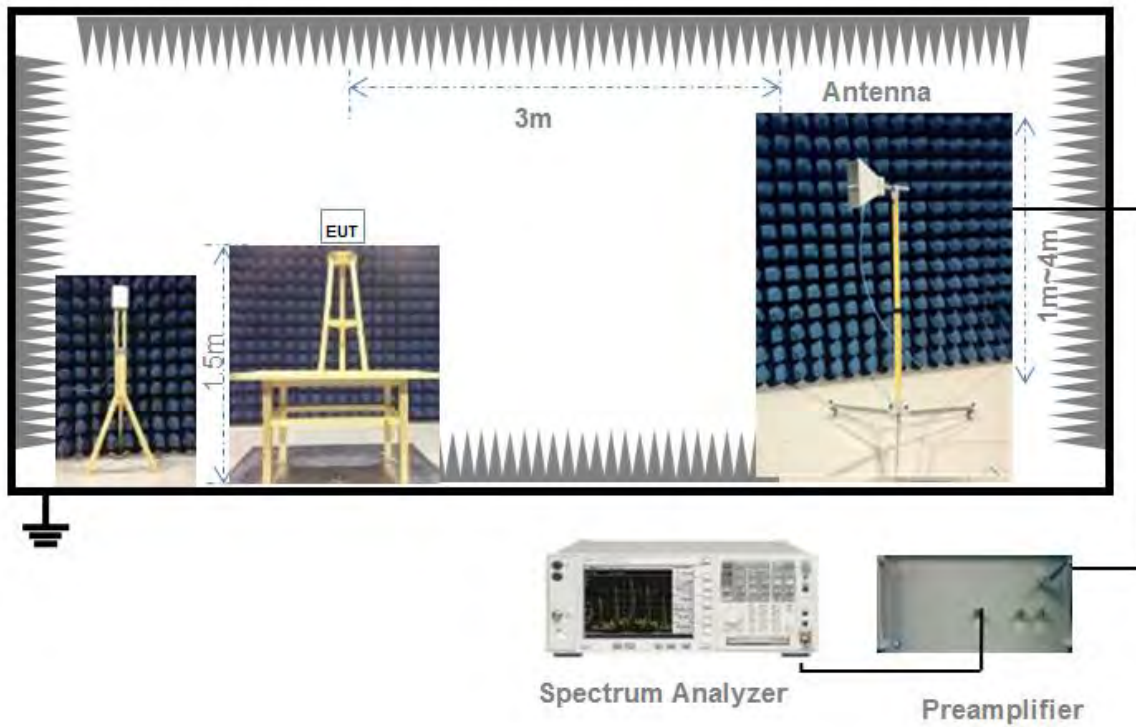 Antenna
3m
EUT
1.5m
1m~4m
Spectrum Analyzer
Preamplifier